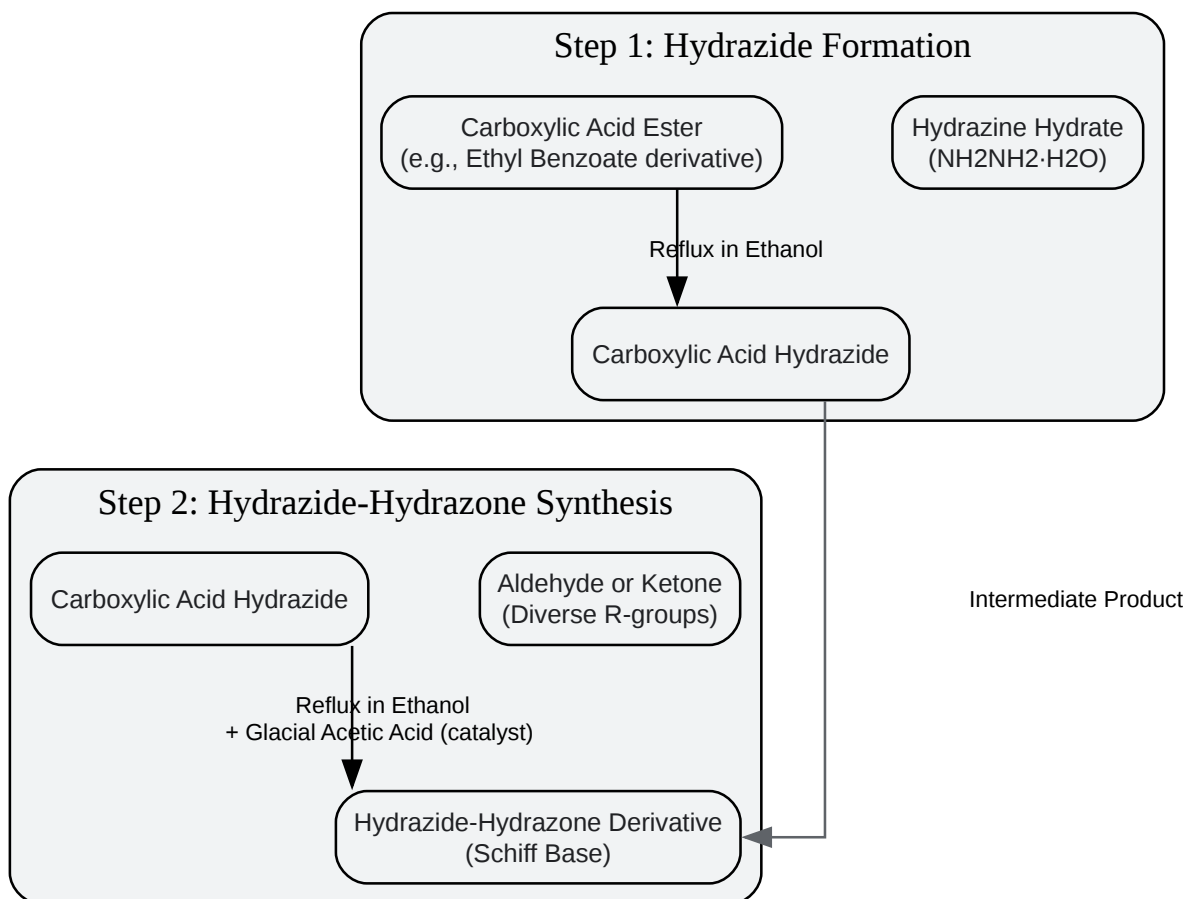 Step 1: Hydrazide Formation
Carboxylic Acid Ester
(e.g., Ethyl Benzoate derivative)
Hydrazine Hydrate
(NH2NH2·H2O)
Reflux in Ethanol
Carboxylic Acid Hydrazide
Step 2: Hydrazide-Hydrazone Synthesis
Carboxylic Acid Hydrazide
Aldehyde or Ketone
(Diverse R-groups)
Intermediate Product
Reflux in Ethanol
+ Glacial Acetic Acid (catalyst)
Hydrazide-Hydrazone Derivative
(Schiff Base)